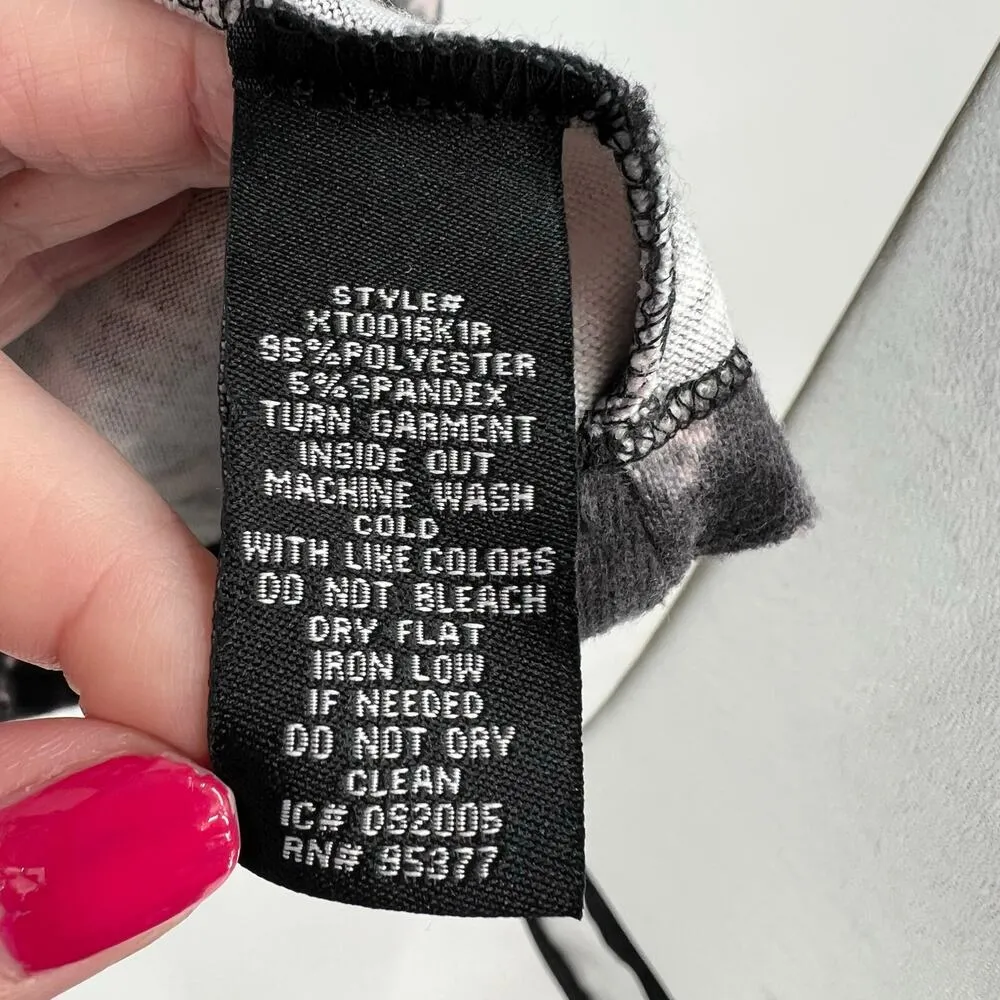 STYLE#
XT0016K1R
95%POLYESTER
5%SPANDEX
TURN GARMENT
INSIDE OUT
MACHINE WASH
COLD
WITH LIKE COLORS
DO NOT BLEACH
DRY FLAT
IRON LOW
IF NEEDED
DO NOT DRY
CLEAN
IC# 092005
RN# 95377